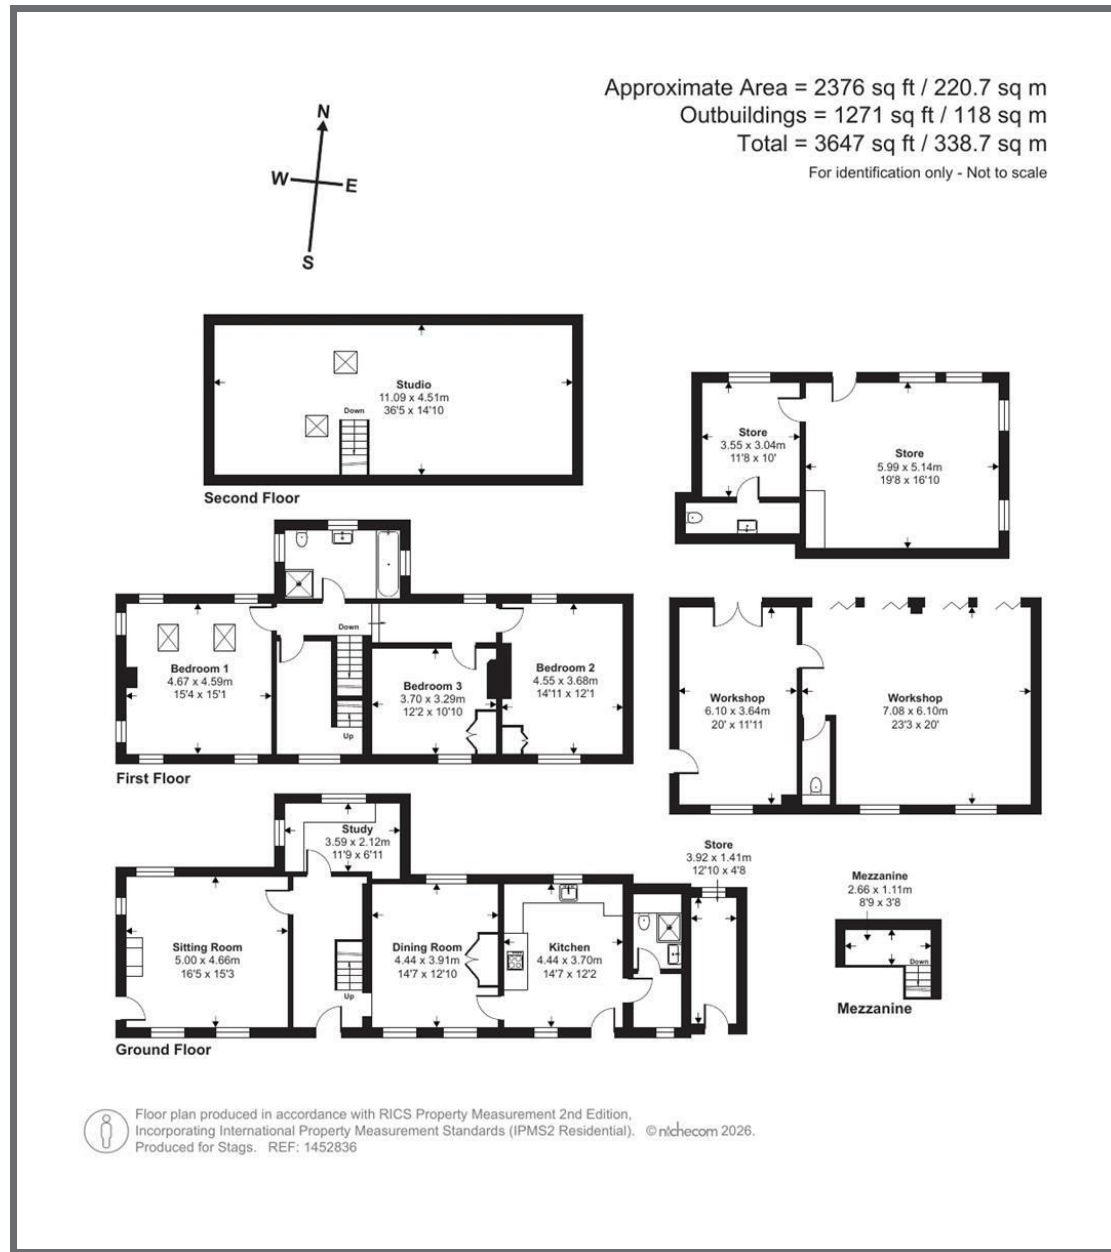 Approximate Area = 2376 sq ft / 220.7 sq m
Outbuildings = 1271 sq ft / 118 sq m
Total = 3647 sq ft / 338.7 sq m
For identification only - Not to scale
N
W
E
S
Studio
11.09 x 4.51m
36'5 x 14'10
Down
Second Floor
Store
3.55 x 3.04m
11'8 x 10'
Store
5.99 x 5.14m
19'8 x 16'10
Bedroom 1
4.67 x 4.59m
15'4 x 15'1
Down
Up
Bedroom 3
3.70 x 3.29m
12'2 x 10'10
Bedroom 2
4.55 x 3.68m
14'11 x 12'1
First Floor
Workshop
6.10 x 3.64m
20' x 11'11
Workshop
7.08 x 6.10m
23'3 x 20'
Study
3.59 x 2.12m
11'9 x 6'11
Sitting Room
5.00 x 4.66m
16'5 x 15'3
Up
Dining Room
4.44 x 3.91m
14'7 x 12'10
Kitchen
4.44 x 3.70m
14'7 x 12'2
Store
3.92 x 1.41m
12'10 x 4'8
Ground Floor
Mezzanine
2.66 x 1.11m
8'9 x 3'8
Down
Mezzanine
Floor plan produced in accordance with RICS Property Measurement 2nd Edition,
Incorporating International Property Measurement Standards (IPMS2 Residential). © nichecom 2026.
Produced for Stags. REF: 1452836